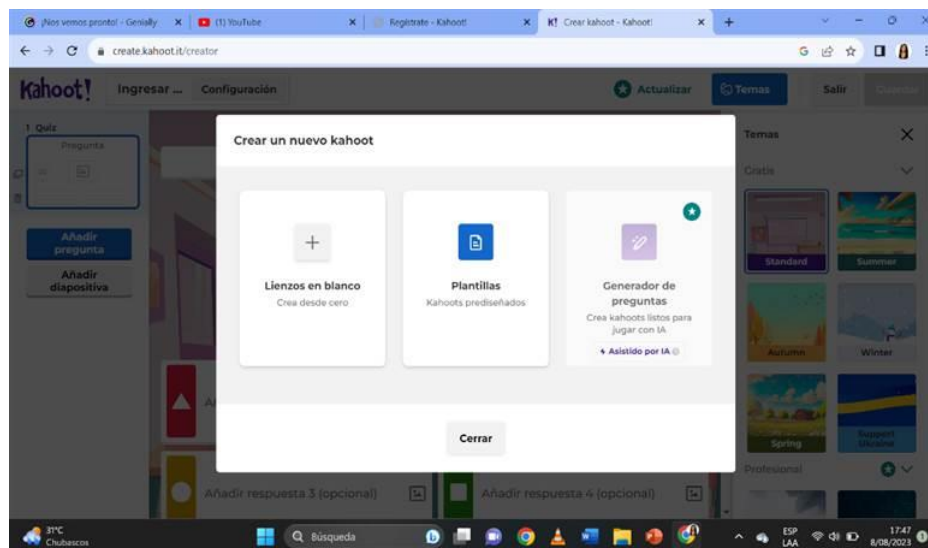 ¡Nos vemos pronto! - Genially
(1) YouTube
Regístrate - Kahoot!
K! Crear kahoot - Kahoot!
create.kahoot.it/creator
Kahoot!
Ingresar ...
Configuración
Actualizar
Temas
Salir
Guardar
1 Quiz
Pregunta
Añadir
pregunta
Añadir
diapositiva
Crear un nuevo kahoot
Lienzos en blanco
Crea desde cero
Plantillas
Kahoots prediseñados
Generador de
preguntas
Crea kahoots listos para
jugar con IA
Asistido por IA
Cerrar
Añadir respuesta 3 (opcional)
Añadir respuesta 4 (opcional)
Temas
Gratis
Standard
Summer
Autumn
Winter
Spring
Support
Ukraine
Profesional
31°C
Chubascos
Búsqueda
ESP
LAA
17:47
8/08/2023